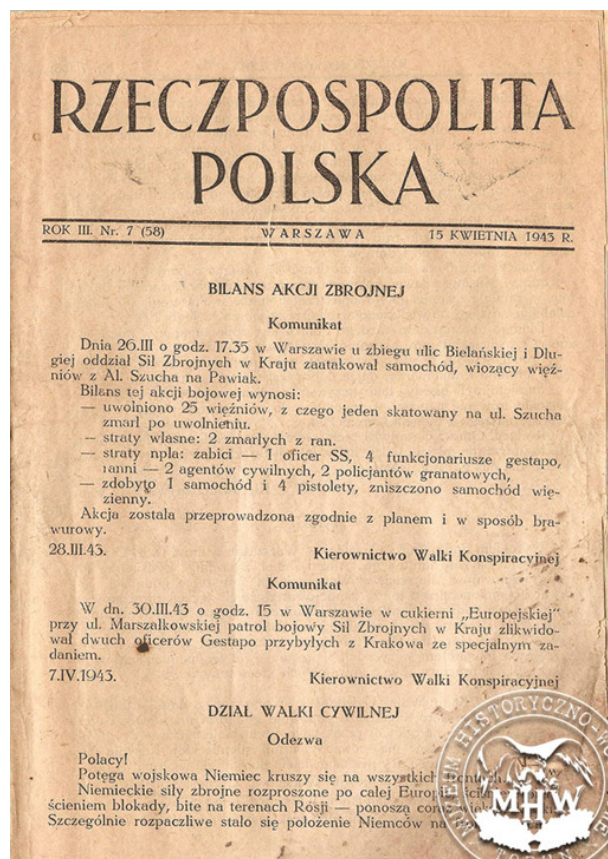 RZECZPOSPOLITA
POLSKA
ROK III. Nr. 7 (58) WARSZAWA 15 KWIETNIA 1943 R.
BILANS AKCJI ZBROJNEJ
Komunikat
Dnia 26.III o godz. 17.35 w Warszawie u zbiegu ulic Bielańskiej i Dłu-
giej oddział Sił Zbrojnych w Kraju zaatakował samochód, wiozący więź-
niów z Al. Szucha na Pawiak.
Bilans tej akcji bojowej wynosi:
— uwolniono 25 więźniów, z czego jeden skatowany na ul. Szucha
zmarł po uwolnieniu.
— straty własne: 2 zmarłych z ran.
— straty npla: zabici — 1 oficer SS, 4 funkcjonariusze gestapo,
ranni — 2 agentów cywilnych, 2 policjantów granatowych,
— zdobyto 1 samochód i 4 pistolety, zniszczono samochód wię-
zienny.
Akcja została przeprowadzona zgodnie z planem i w sposób bra-
wurowy.
28.III.43. Kierownictwo Walki Konspiracyjnej
Komunikat
W dn. 30.III.43 o godz. 15 w Warszawie w cukierni „Europejskiej"
przy ul. Marszałkowskiej patrol bojowy Sił Zbrojnych w Kraju zlikwido-
wał dwuch oficerów Gestapo przybyłych z Krakowa ze specjalnym za-
daniem.
7.IV.1943. Kierownictwo Walki Konspiracyjnej
DZIAŁ WALKI CYWILNEJ
Odezwa
Polacy!
Potęga wojskowa Niemiec kruszy się na wszystkich
Niemieckie siły zbrojne rozproszone po całej
ścieniem blokady, bite na terenach Rosji — ponoszą
Szczególnie rozpaczliwe stało się położenie Niemców na
MHW